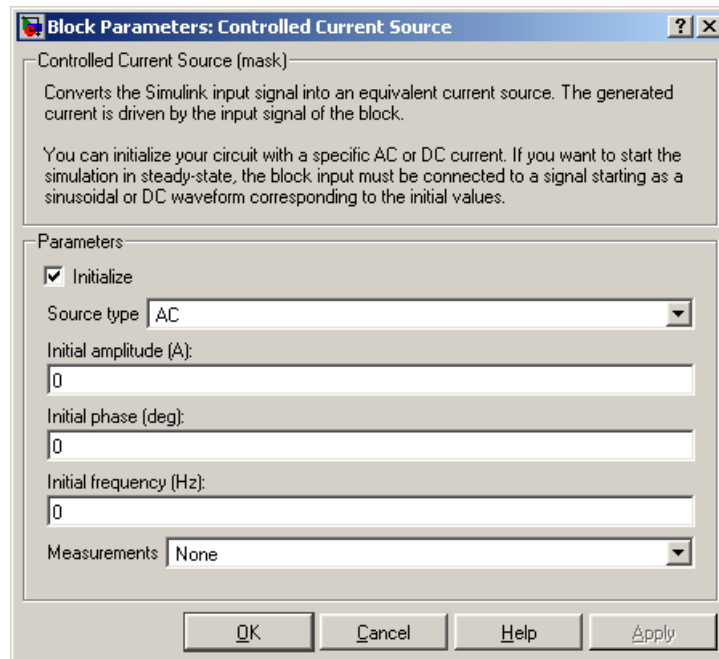 Block Parameters: Controlled Current Source
Controlled Current Source (mask)
Converts the Simulink input signal into an equivalent current source. The generated
current is driven by the input signal of the block.
You can initialize your circuit with a specific AC or DC current. If you want to start the
simulation in steady-state, the block input must be connected to a signal starting as a
sinusoidal or DC waveform corresponding to the initial values.
Parameters
Initialize
Source type AC
Initial amplitude (A):
0
Initial phase (deg):
0
Initial frequency (Hz):
0
Measurements None
OK Cancel Help Apply